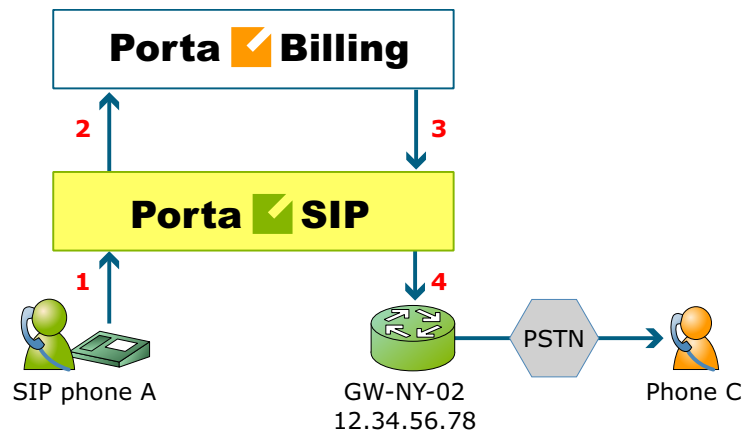 Porta Billing
2
3
Porta SIP
1
4
PSTN
SIP phone A
GW-NY-02
12.34.56.78
Phone C